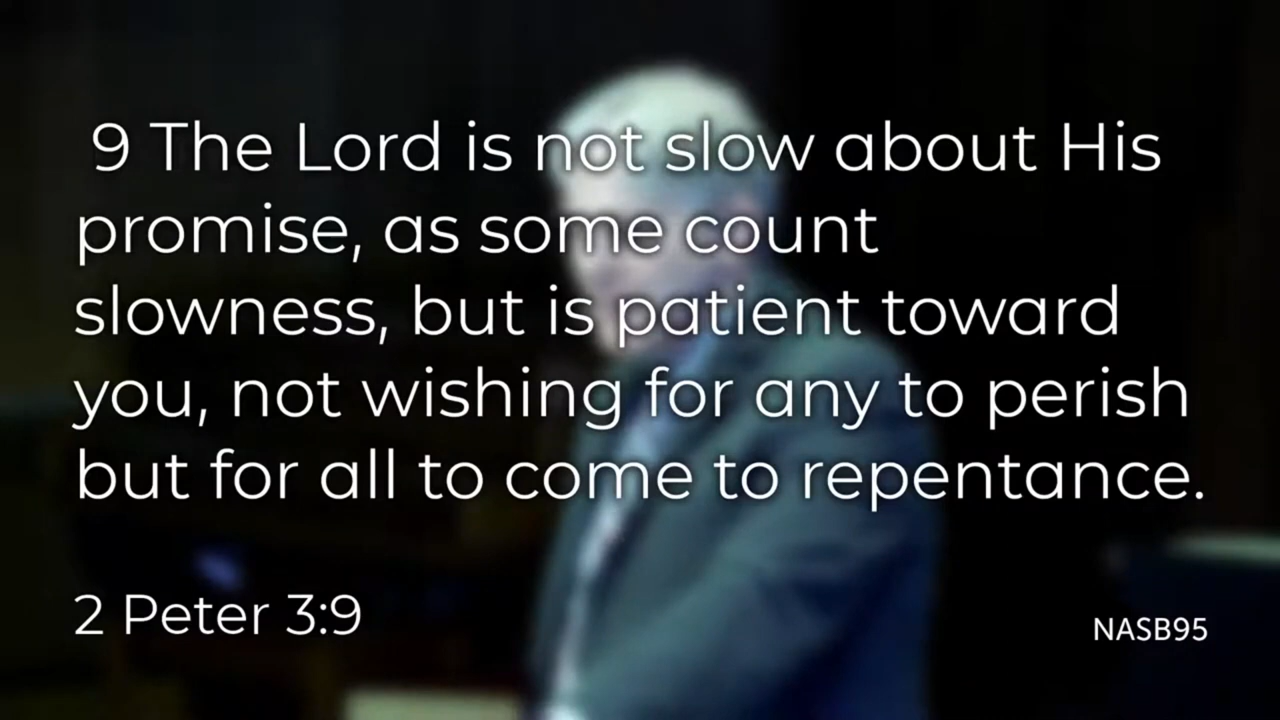 9 The Lord is not slow about His
promise, as some count
slowness, but is patient toward
you, not wishing for any to perish
but for all to come to repentance.
2 Peter 3:9
NASB95